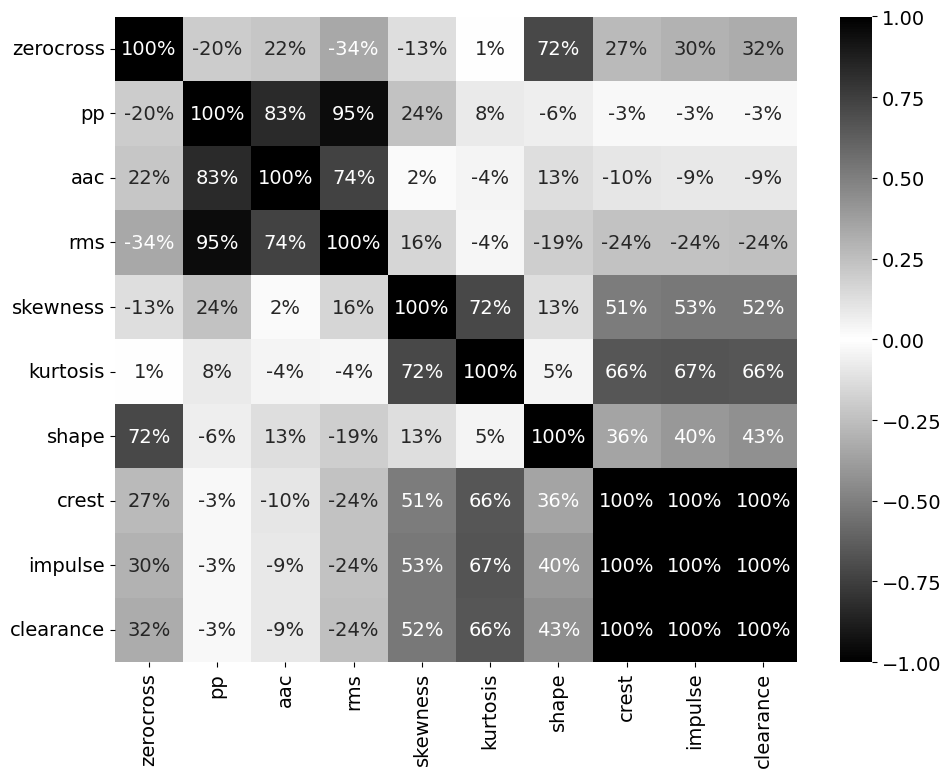 zerocross 100% -20% 22% -34% -13% 1% 72% 27% 30% 32%
pp -20% 100% 83% 95% 24% 8% -6% -3% -3% -3%
aac 22% 83% 100% 74% 2% -4% 13% -10% -9% -9%
rms -34% 95% 74% 100% 16% -4% -19% -24% -24% -24%
skewness -13% 24% 2% 16% 100% 72% 13% 51% 53% 52%
kurtosis 1% 8% -4% -4% 72% 100% 5% 66% 67% 66%
shape 72% -6% 13% -19% 13% 5% 100% 36% 40% 43%
crest 27% -3% -10% -24% 51% 66% 36% 100% 100% 100%
impulse 30% -3% -9% -24% 53% 67% 40% 100% 100% 100%
clearance 32% -3% -9% -24% 52% 66% 43% 100% 100% 100%
zerocross pp aac rms skewness kurtosis shape crest impulse clearance
1.00
0.75
0.50
0.25
0.00
−0.25
−0.50
−0.75
−1.00